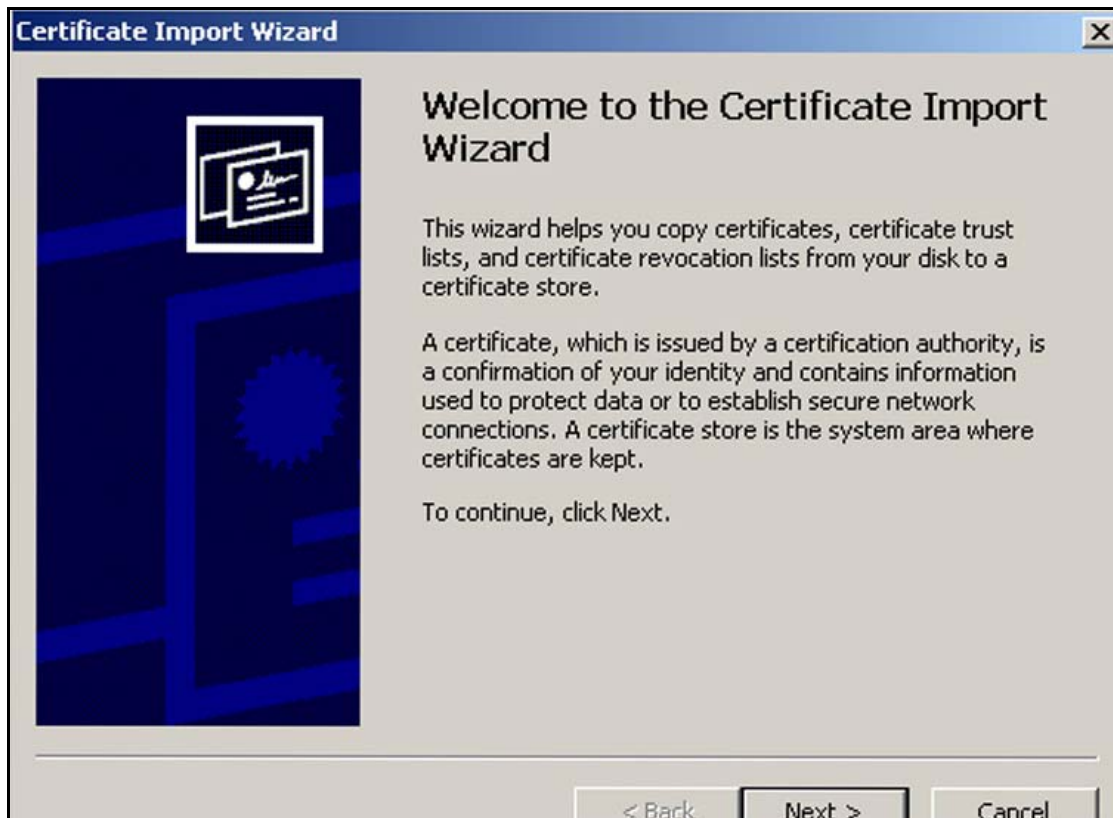 Certificate Import Wizard
Welcome to the Certificate Import
Wizard
This wizard helps you copy certificates, certificate trust
lists, and certificate revocation lists from your disk to a
certificate store.
A certificate, which is issued by a certification authority, is
a confirmation of your identity and contains information
used to protect data or to establish secure network
connections. A certificate store is the system area where
certificates are kept.
To continue, click Next.
< Back Next > Cancel